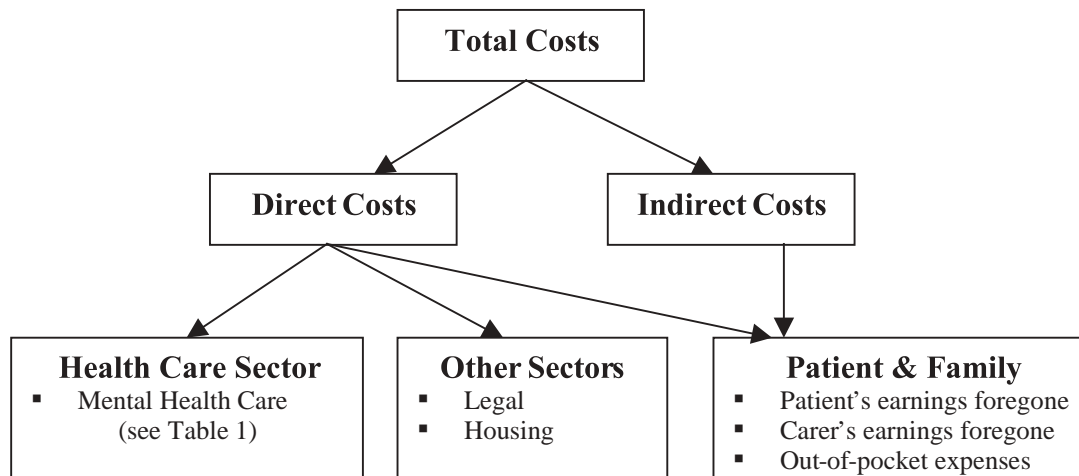 Total Costs
Direct Costs
Indirect Costs
Health Care Sector
▪ Mental Health Care
(see Table 1)
Other Sectors
▪ Legal
▪ Housing
Patient & Family
▪ Patient’s earnings foregone
▪ Carer’s earnings foregone
▪ Out-of-pocket expenses